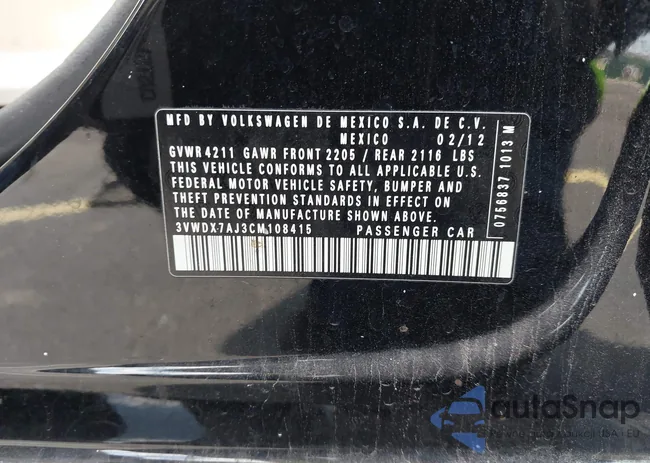 MFD BY VOLKSWAGEN DE MEXICO S.A. DE C.V.
MEXICO 02/12
GVWR 4211 GAWR FRONT 2205 / REAR 2116 LBS
THIS VEHICLE CONFORMS TO ALL APPLICABLE U.S.
FEDERAL MOTOR VEHICLE SAFETY, BUMPER AND
THEFT PREVENTION STANDARDS IN EFFECT ON
THE DATE OF MANUFACTURE SHOWN ABOVE.
3VWDX7AJ3CM108415 PASSENGER CAR
0756837 1013 M
autoSnap